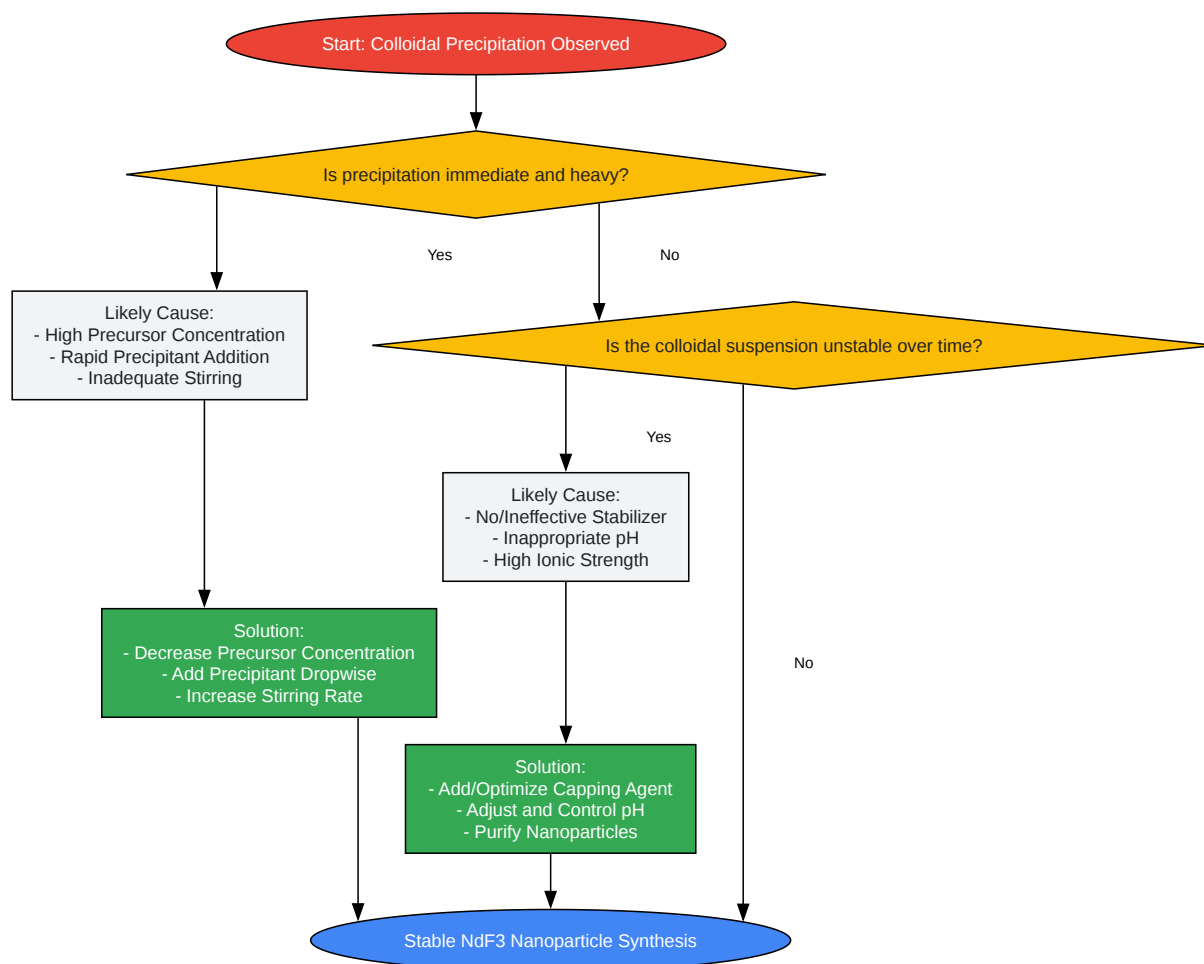 Start: Colloidal Precipitation Observed
Is precipitation immediate and heavy?
Yes
No
Likely Cause:
- High Precursor Concentration
- Rapid Precipitant Addition
- Inadequate Stirring
Is the colloidal suspension unstable over time?
Yes
Likely Cause:
- No/Ineffective Stabilizer
- Inappropriate pH
- High Ionic Strength
Solution:
- Decrease Precursor Concentration
- Add Precipitant Dropwise
- Increase Stirring Rate
No
Solution:
- Add/Optimize Capping Agent
- Adjust and Control pH
- Purify Nanoparticles
Stable NdF3 Nanoparticle Synthesis